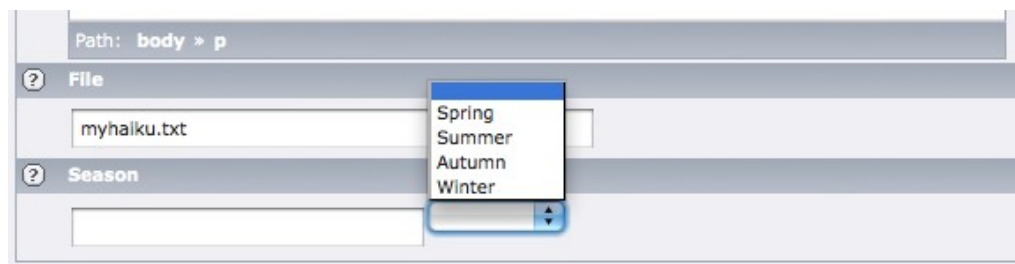 Path: body » p
? File
myhaiku.txt
Spring
Summer
Autumn
Winter
? Season